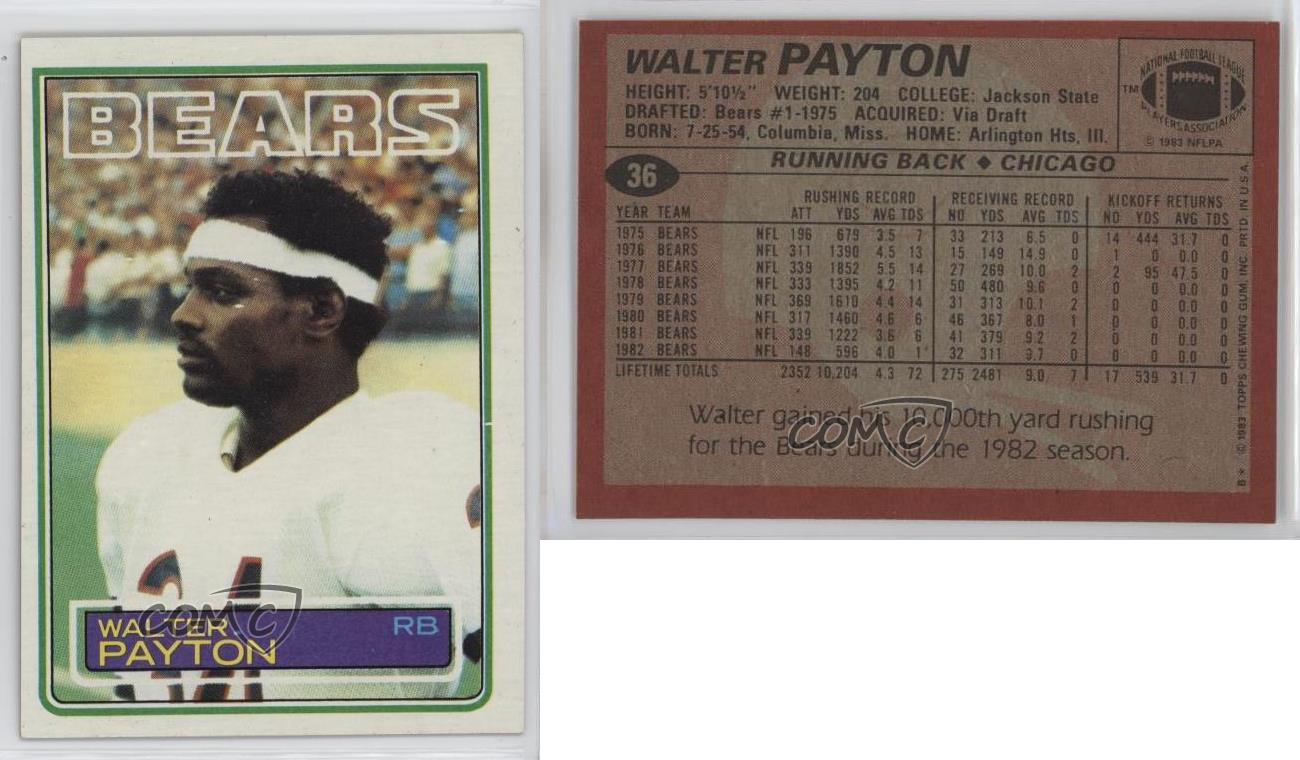 BEARS
34
WALTER
PAYTON
RB
COMC
WALTER PAYTON
HEIGHT: 5'10½" WEIGHT: 204 COLLEGE: Jackson State
DRAFTED: Bears #1-1975 ACQUIRED: Via Draft
BORN: 7-25-54, Columbia, Miss. HOME: Arlington Hts, Ill.
NATIONAL FOOTBALL LEAGUE
PLAYERS ASSOCIATION
TM
© 1983 NFLPA
36
RUNNING BACK ◆ CHICAGO
RUSHING RECORD RECEIVING RECORD KICKOFF RETURNS
YEAR TEAM ATT YDS AVG TDS NO YDS AVG TDS NO YDS AVG TDS
1975 BEARS NFL 196 679 3.5 7 33 213 6.5 0 14 444 31.7 0
1976 BEARS NFL 311 1390 4.5 13 15 149 14.9 0 1 0 0.0 0
1977 BEARS NFL 339 1852 5.5 14 27 269 10.0 2 2 95 47.5 0
1978 BEARS NFL 333 1395 4.2 11 50 480 9.6 0 0 0 0.0 0
1979 BEARS NFL 369 1610 4.4 14 31 313 10.1 2 0 0 0.0 0
1980 BEARS NFL 317 1460 4.6 6 46 367 8.0 1 0 0 0.0 0
1981 BEARS NFL 339 1222 3.6 6 41 379 9.2 2 0 0 0.0 0
1982 BEARS NFL 148 596 4.0 1 32 311 9.7 0 0 0 0.0 0
LIFETIME TOTALS 2352 10,204 4.3 72 275 2481 9.0 7 17 539 31.7 0
Walter gained his 10,000th yard rushing
for the Bears during the 1982 season.
COMC
B* © 1983 TOPPS CHEWING GUM, INC. PRTD. IN U.S.A.